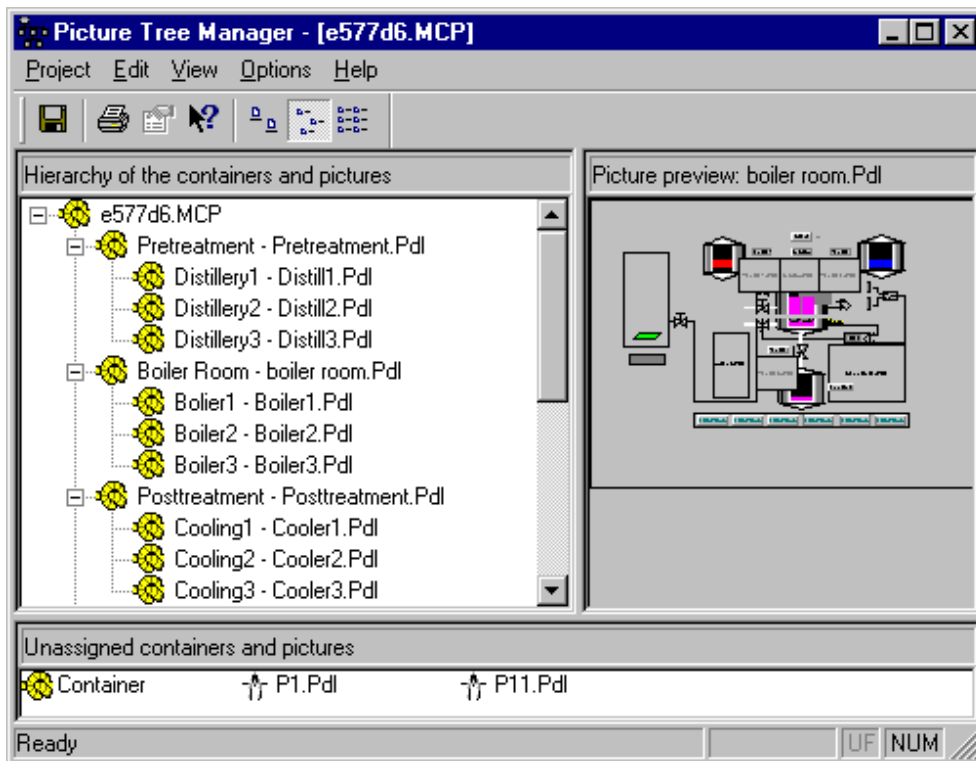 Picture Tree Manager - [e577d6.MCP]
Project Edit View Options Help
Hierarchy of the containers and pictures
e577d6.MCP
Pretreatment - Pretreatment.Pdl
Distillery1 - Distill1.Pdl
Distillery2 - Distill2.Pdl
Distillery3 - Distill3.Pdl
Boiler Room - boiler room.Pdl
Bolier1 - Boiler1.Pdl
Boiler2 - Boiler2.Pdl
Boiler3 - Boiler3.Pdl
Posttreatment - Posttreatment.Pdl
Cooling1 - Cooler1.Pdl
Cooling2 - Cooler2.Pdl
Cooling3 - Cooler3.Pdl
Picture preview: boiler room.Pdl
Unassigned containers and pictures
Container P1.Pdl P11.Pdl
Ready UF NUM